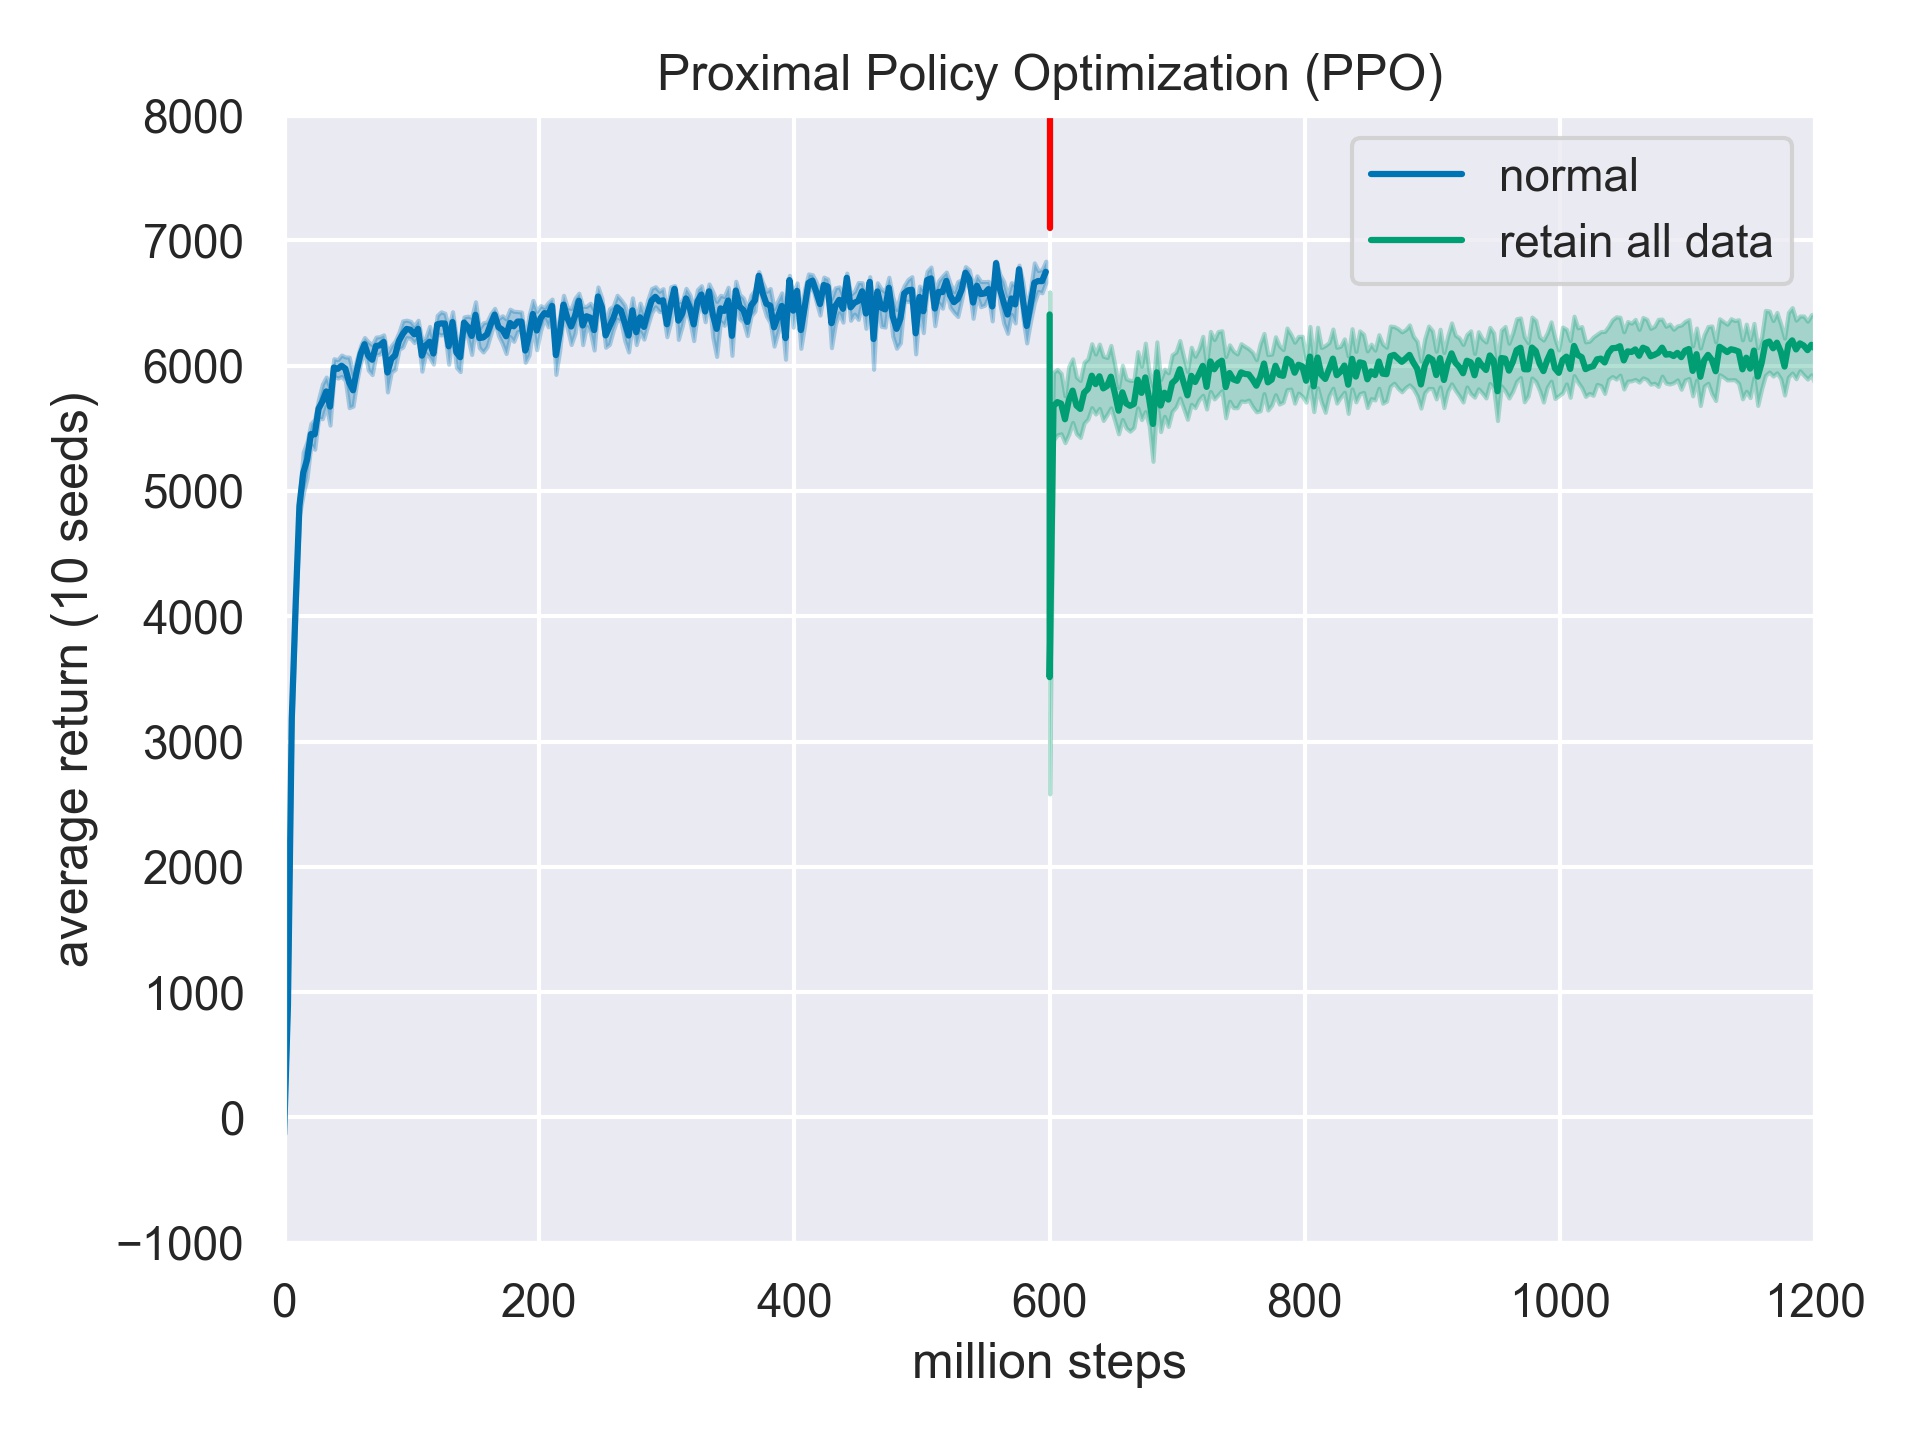 Proximal Policy Optimization (PPO)
normal
retain all data
8000
7000
6000
5000
4000
3000
2000
1000
0
−1000
average return (10 seeds)
0 200 400 600 800 1000 1200
million steps